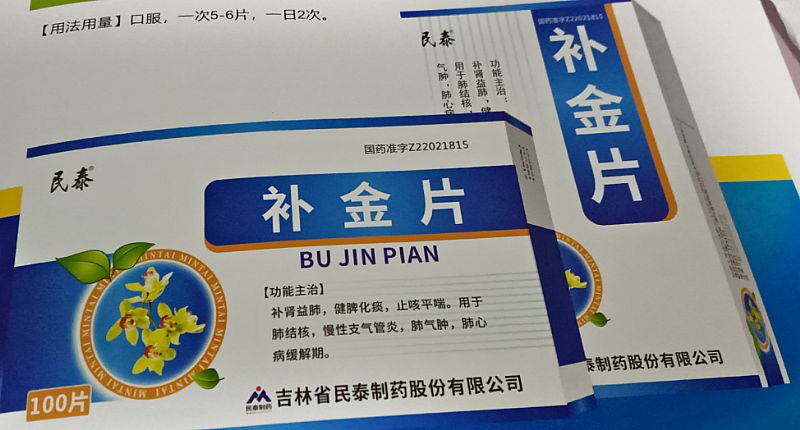 【用法用量】口服，一次5-6片，一日2次。
民泰®
国药准字Z22021815
补金片
功能主治：
补肾益肺，健
用于肺结核，
气肿，肺心病
民泰®
国药准字Z22021815
补金片
BU JIN PIAN
【功能主治】
补肾益肺，健脾化痰，止咳平喘。用于
肺结核，慢性支气管炎，肺气肿，肺心
病缓解期。
MINTAI MINTAI MINTAI MINTAI MINTAI MINTAI
100片
民泰制药
吉林省民泰制药股份有限公司
泰制药股份有限公司